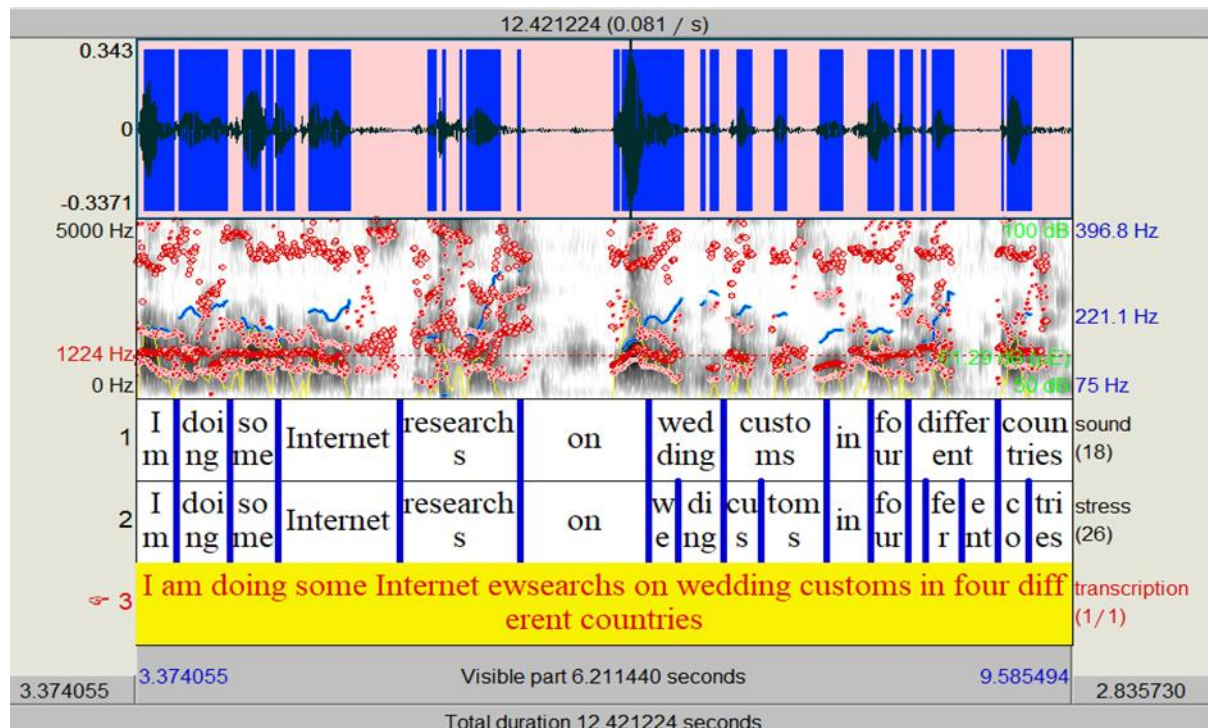 12.421224 (0.081 / s)
0.343
0
-0.3371
5000 Hz
100 dB 396.8 Hz
221.1 Hz
1224 Hz
0 Hz
50 dB 75 Hz
1
I m
doi ng
so me
Internet
research s
on
wed ding
custo ms
in
fo ur
differ ent
coun tries
sound (18)
2
I m
doi ng
so me
Internet
research s
on
w e
di ng
cu s
tom s
in
fo ur
fe r
e nt
c o
tri es
stress (26)
3
I am doing some Internet ewsearchs on wedding customs in four diff
erent countries
transcription (1/1)
3.374055
Visible part 6.211440 seconds
9.585494
3.374055
2.835730
Total duration 12.421224 seconds